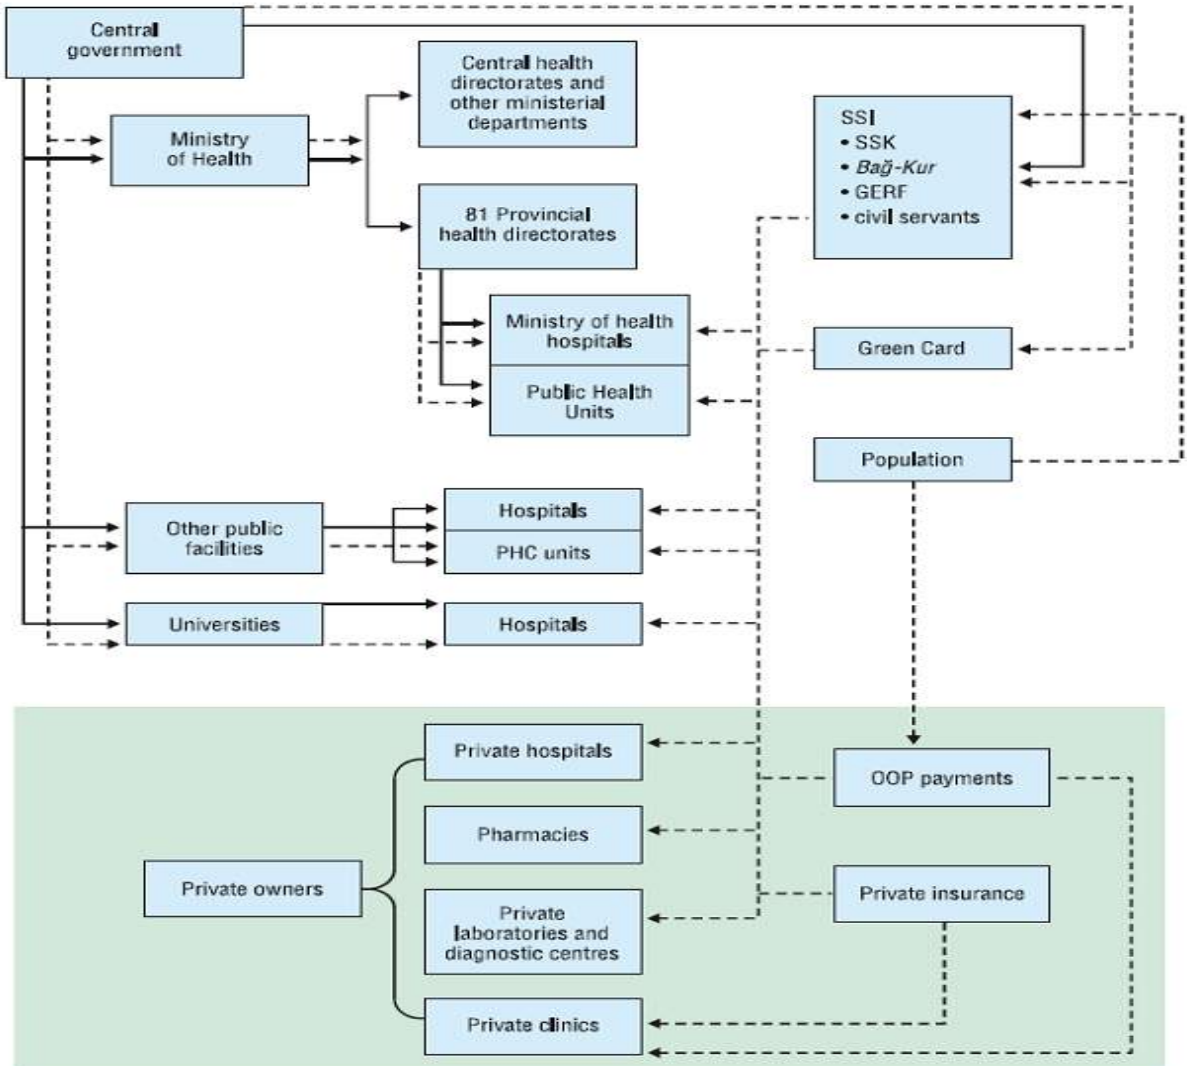 Central
government
Central health
directorates and
other ministerial
departments
Ministry
of Health
SSI
• SSK
• Bağ-Kur
• GERF
• civil servants
81 Provincial
health directorates
Ministry of health
hospitals
Public Health
Units
Green Card
Population
Other public
facilities
Hospitals
PHC units
Universities
Hospitals
Private hospitals
OOP payments
Pharmacies
Private owners
Private insurance
Private
laboratories and
diagnostic centres
Private clinics